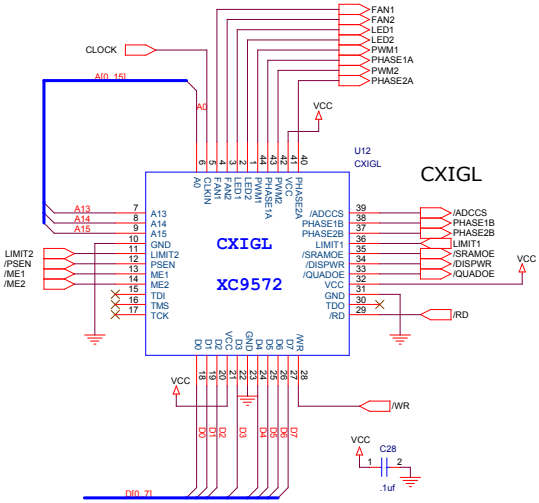 FAN1
FAN2
LED1
LED2
PWM1
PHASE1A
PWM2
PHASE2A
CLOCK
A[0..15]
A0
VCC
6 5 4 3 2 1 44 43 42 41 40
A0 CLKIN FAN1 FAN2 LED1 LED2 PWM1 PHASE1A PWM2 VCC PHASE2A
U12
CXIGL
CXIGL
A13 7 A13
A14 8 A14
A15 9 A15
10 GND
LIMIT2 11 LIMIT2
/PSEN 12 PSEN
/ME1 13 ME1
/ME2 14 ME2
15 TDI
16 TMS
17 TCK
CXIGL
XC9572
/ADCCS 39 /ADCCS
PHASE1B 38 PHASE1B
PHASE2B 37 PHASE2B
LIMIT1 36 LIMIT1
/SRAMOE 35 /SRAMOE
/DISPWR 34 /DISPWR
/QUADOE 33 /QUADOE
VCC 32
VCC
GND 31
TDO 30
/RD 29 /RD
D0 D1 D2 VCC D3 GND D4 D5 D6 D7 /WR
18 19 20 21 22 23 24 25 26 27 28
VCC
D0 D1 D2 D3 D4 D5 D6 D7
/WR
VCC
C28
1 2
.1uf
D[0..7]